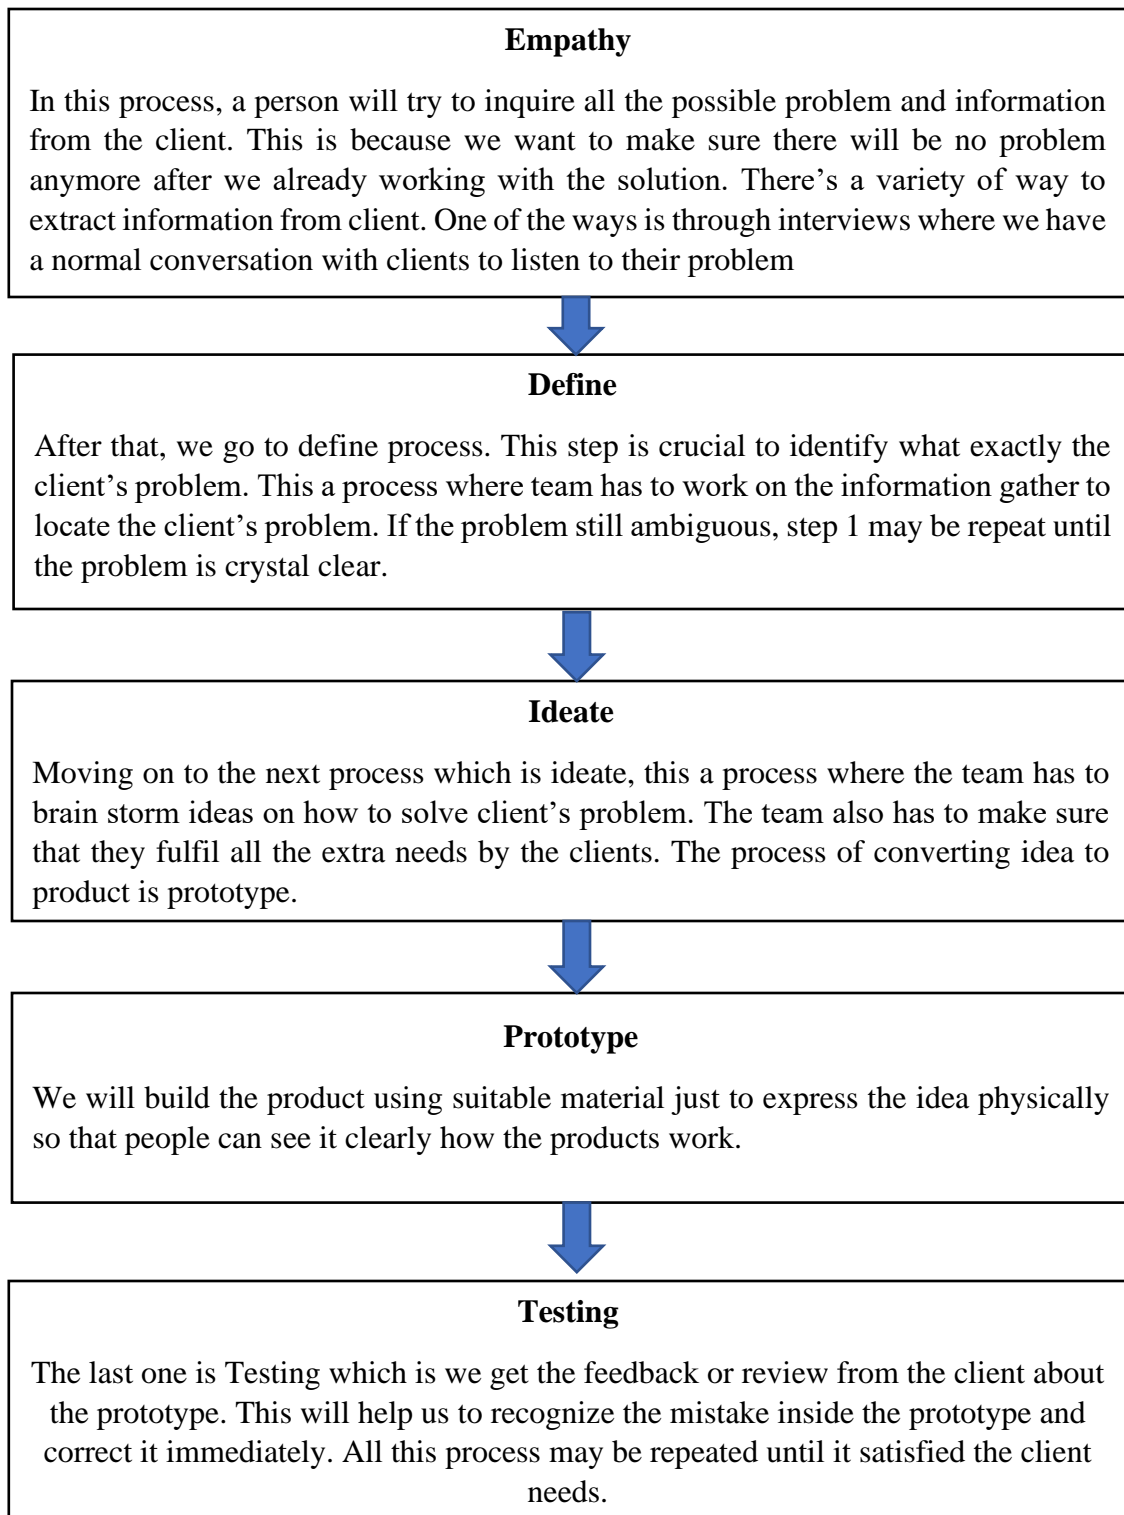 Empathy
In this process, a person will try to inquire all the possible problem and information
from the client. This is because we want to make sure there will be no problem
anymore after we already working with the solution. There’s a variety of way to
extract information from client. One of the ways is through interviews where we have
a normal conversation with clients to listen to their problem
Define
After that, we go to define process. This step is crucial to identify what exactly the
client’s problem. This a process where team has to work on the information gather to
locate the client’s problem. If the problem still ambiguous, step 1 may be repeat until
the problem is crystal clear.
Ideate
Moving on to the next process which is ideate, this a process where the team has to
brain storm ideas on how to solve client’s problem. The team also has to make sure
that they fulfil all the extra needs by the clients. The process of converting idea to
product is prototype.
Prototype
We will build the product using suitable material just to express the idea physically
so that people can see it clearly how the products work.
Testing
The last one is Testing which is we get the feedback or review from the client about
the prototype. This will help us to recognize the mistake inside the prototype and
correct it immediately. All this process may be repeated until it satisfied the client
needs.